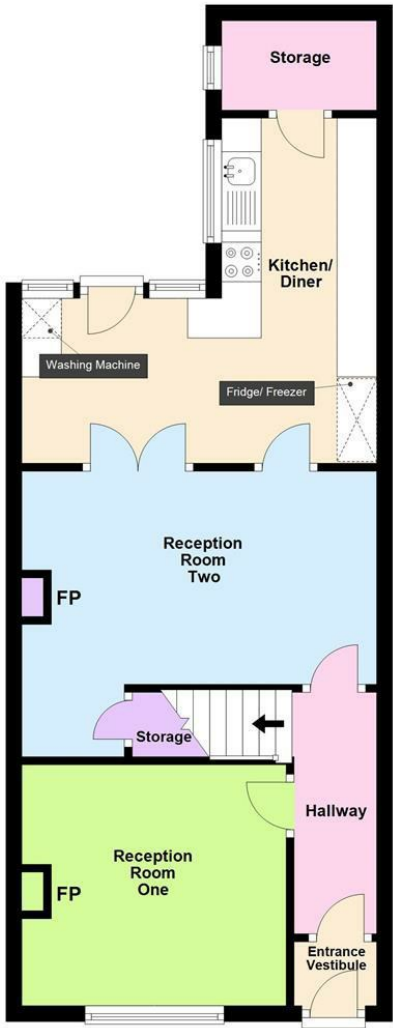 Storage
Kitchen/
Diner
Washing Machine
Fridge/ Freezer
Reception
Room
Two
FP
Storage
Hallway
Reception
Room
One
FP
Entrance
Vestibule